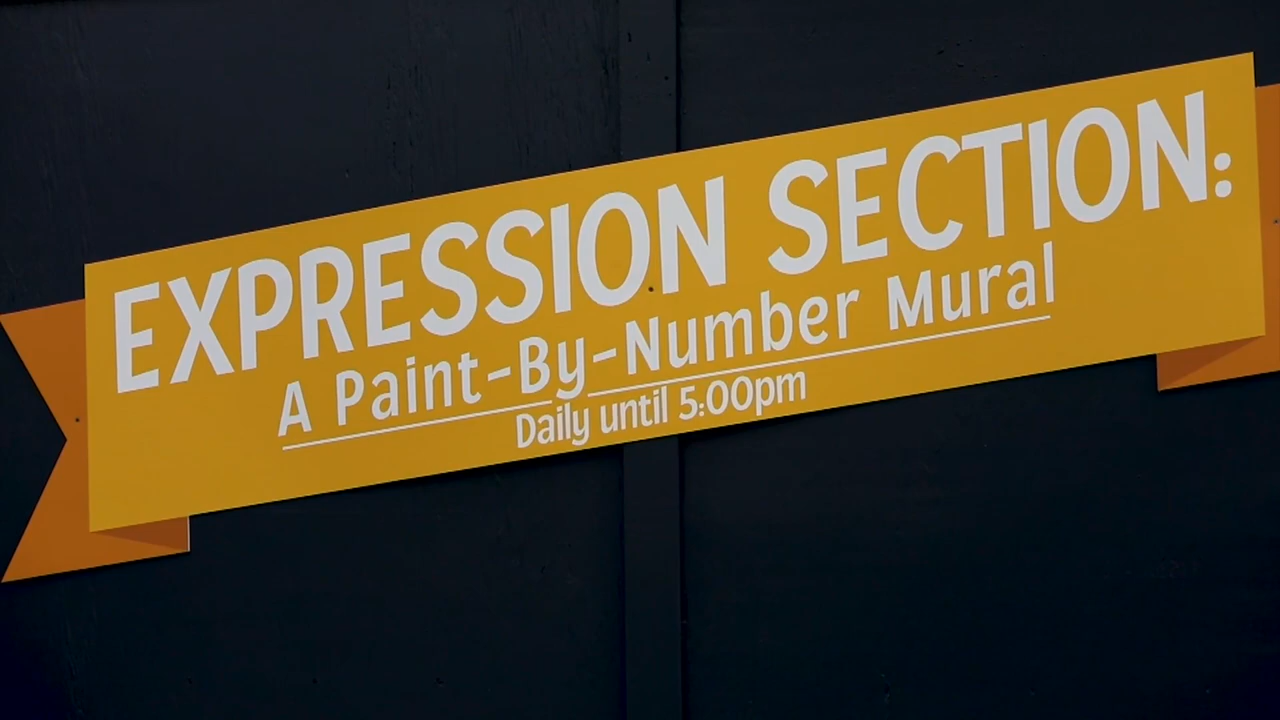 EXPRESSION SECTION:
A Paint-By-Number Mural
Daily until 5:00pm